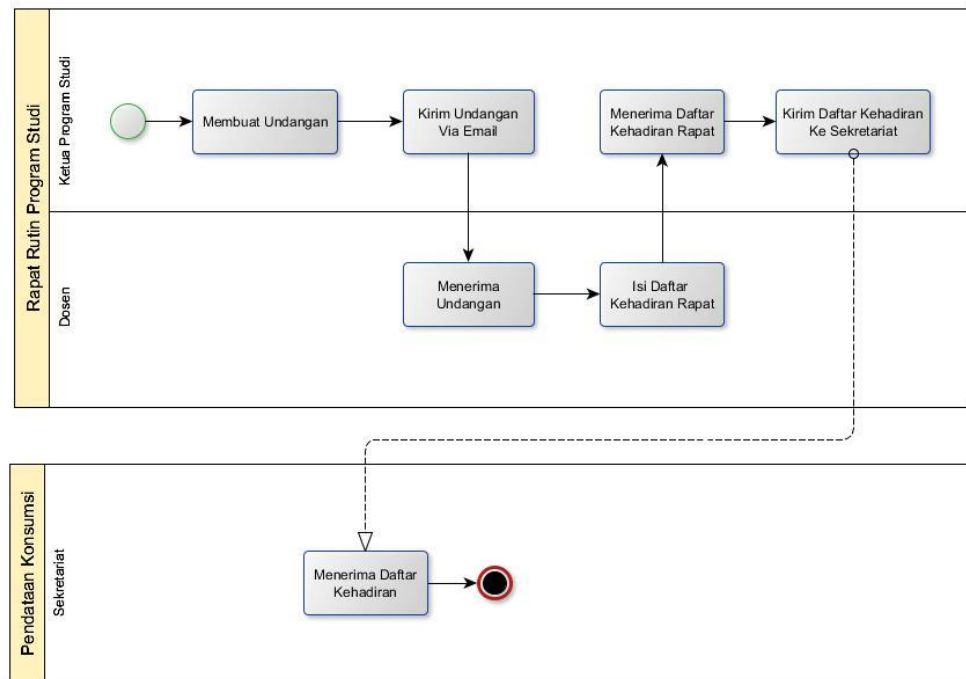 Rapat Rutin Program Studi
Ketua Program Studi
Membuat Undangan
Kirim Undangan
Via Email
Menerima Daftar
Kehadiran Rapat
Kirim Daftar Kehadiran
Ke Sekretariat
Dosen
Menerima
Undangan
Isi Daftar
Kehadiran Rapat
Pendataan Konsumsi
Sekretariat
Menerima Daftar
Kehadiran